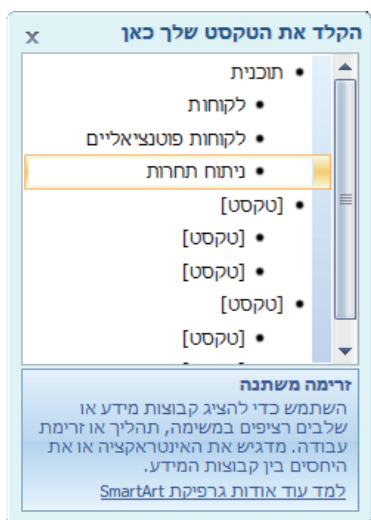 הקלד את הטקסט שלך כאן x
• תוכנית
• לקוחות
• לקוחות פוטנציאליים
• ניתוח תחרות
• [טקסט]
• [טקסט]
• [טקסט]
• [טקסט]
• [טקסט]
זרימה משתנה
השתמש כדי להציג קבוצות מידע או
שלבים רציפים במשימה, תהליך או זרימת
עבודה. מדגיש את האינטראקציה או את
היחסים בין קבוצות המידע.
למד עוד אודות גרפיקת SmartArt